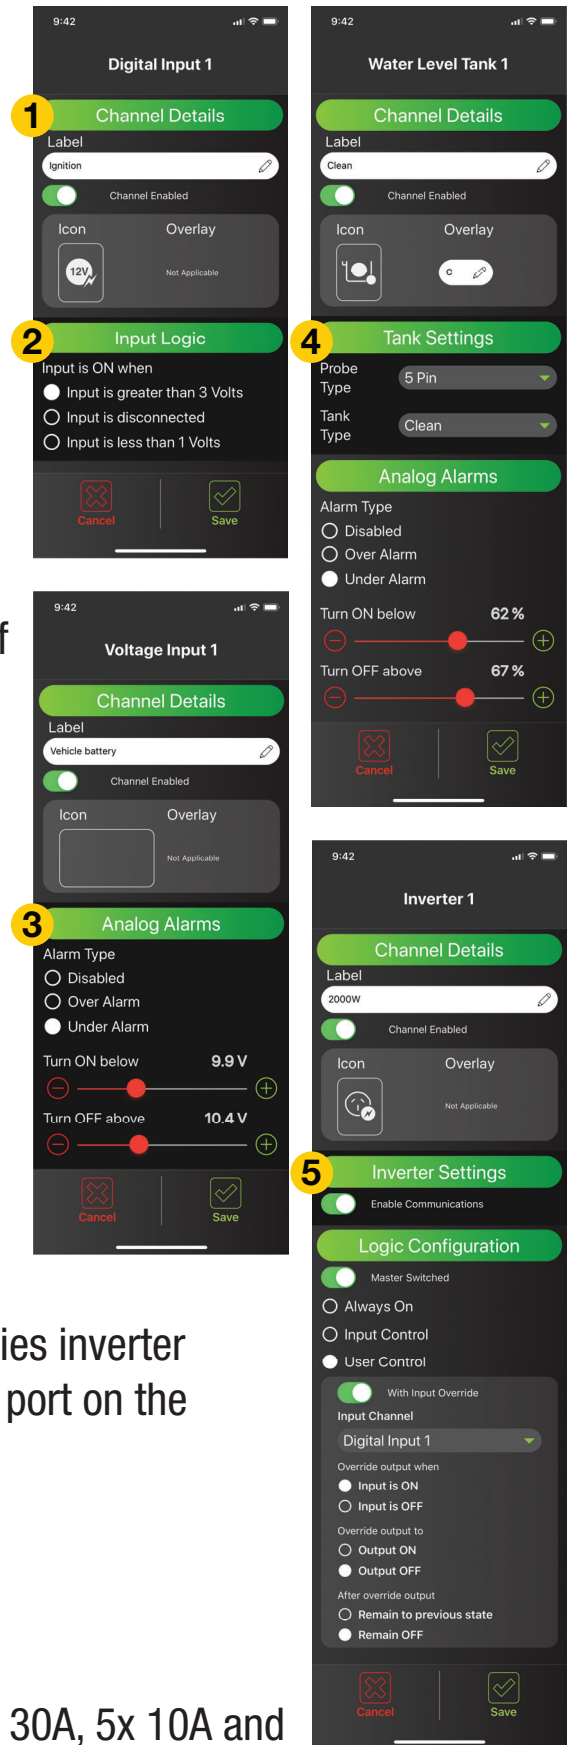 9:42
Digital Input 1
1
Channel Details
Label
Ignition
Channel Enabled
Icon
Overlay
12V
Not Applicable
2
Input Logic
Input is ON when
Input is greater than 3 Volts
Input is disconnected
Input is less than 1 Volts
Cancel
Save
9:42
Water Level Tank 1
Channel Details
Label
Clean
Channel Enabled
Icon
Overlay
C
4
Tank Settings
Probe
Type
5 Pin
Tank
Type
Clean
Analog Alarms
Alarm Type
Disabled
Over Alarm
Under Alarm
Turn ON below
62 %
Turn OFF above
67 %
Cancel
Save
f
9:42
Voltage Input 1
Channel Details
Label
Vehicle battery
Channel Enabled
Icon
Overlay
Not Applicable
3
Analog Alarms
Alarm Type
Disabled
Over Alarm
Under Alarm
Turn ON below
9.9 V
Turn OFF above
10.4 V
Cancel
Save
9:42
Inverter 1
Channel Details
Label
2000W
Channel Enabled
Icon
Overlay
Not Applicable
5
Inverter Settings
Enable Communications
Logic Configuration
Master Switched
Always On
Input Control
User Control
With Input Override
Input Channel
Digital Input 1
Override output when
Input is ON
Input is OFF
Override output to
Output ON
Output OFF
After override output
Remain to previous state
Remain OFF
Cancel
Save
ies inverter
port on the
30A, 5x 10A and